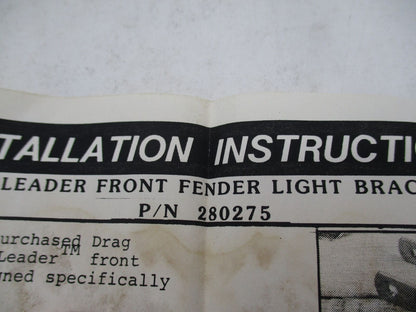 TALLATION INSTRUCTI
LEADER FRONT FENDER LIGHT BRAC
P/N 280275
urchased Drag
Leader™ front
gned specifically